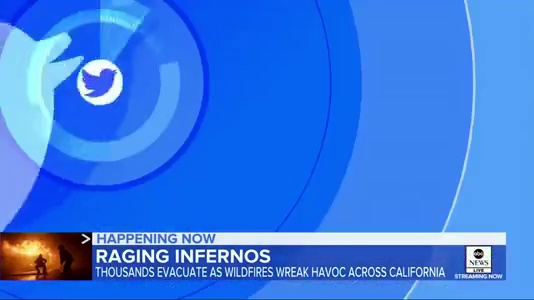 HAPPENING NOW
RAGING INFERNOS
THOUSANDS EVACUATE AS WILDFIRES WREAK HAVOC ACROSS CALIFORNIA
abc
NEWS
LIVE
STREAMING NOW